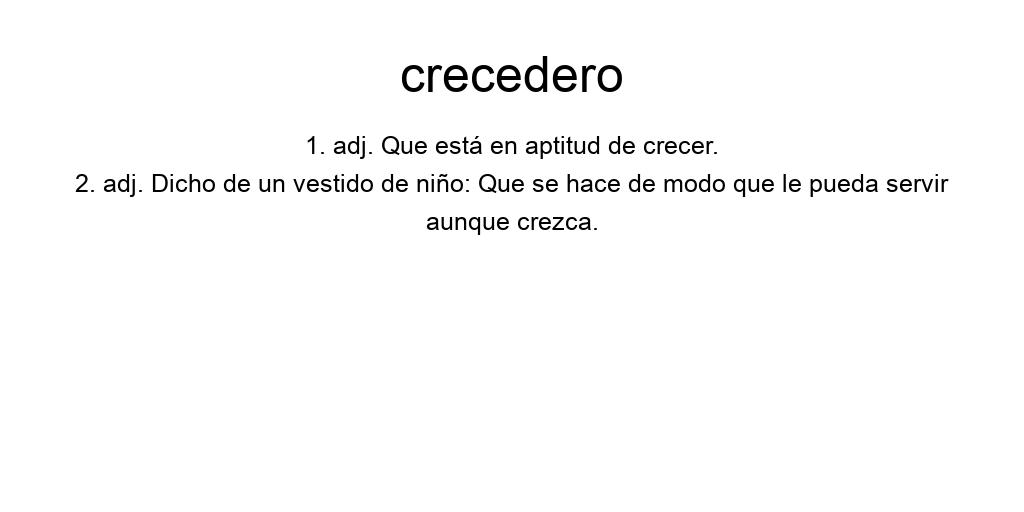 crecedero
1. adj. Que está en aptitud de crecer.
2. adj. Dicho de un vestido de niño: Que se hace de modo que le pueda servir
aunque crezca.